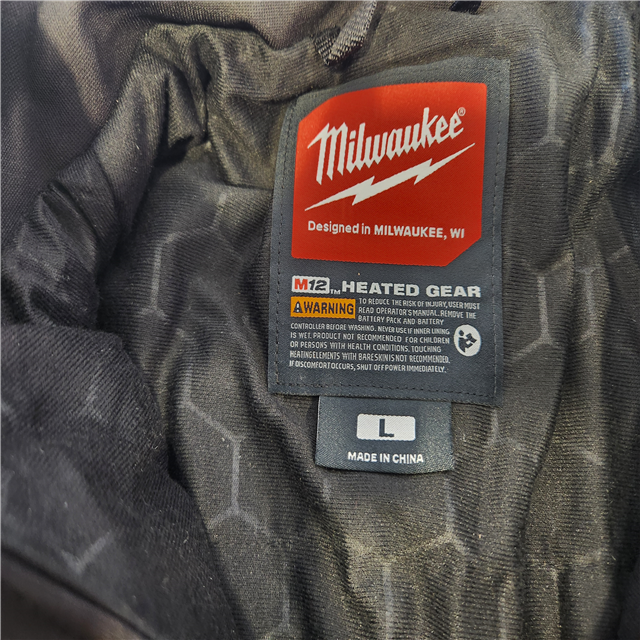 Milwaukee®
Designed in MILWAUKEE, WI
M12™ HEATED GEAR
WARNING TO REDUCE THE RISK OF INJURY, USER MUST
READ OPERATOR'S MANUAL. REMOVE THE
BATTERY PACK AND BATTERY
CONTROLLER BEFORE WASHING. NEVER USE IF INNER LINING
IS WET. PRODUCT NOT RECOMMENDED FOR CHILDREN
OR PERSONS WITH HEALTH CONDITIONS. TOUCHING
HEATING ELEMENTS WITH BARE SKIN IS NOT RECOMMENDED.
IF DISCOMFORT OCCURS, SHUT OFF POWER IMMEDIATELY.
L
MADE IN CHINA